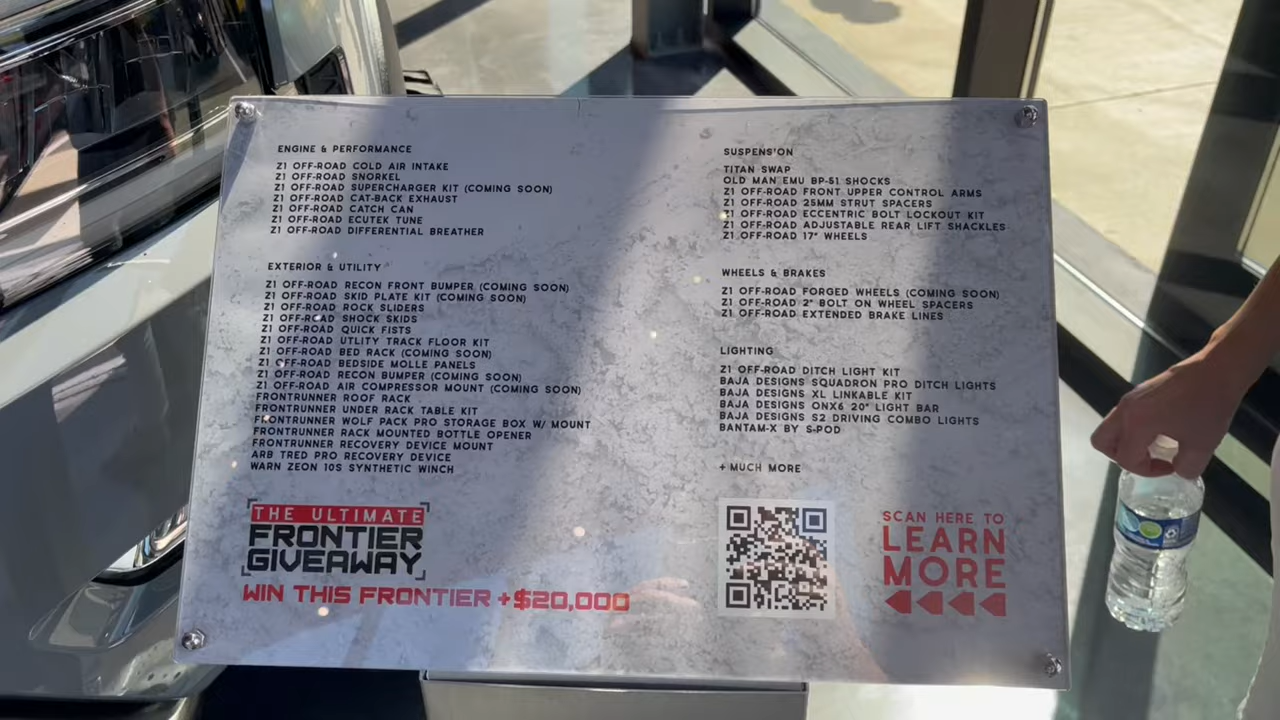 ENGINE & PERFORMANCE
Z1 OFF-ROAD COLD AIR INTAKE
Z1 OFF-ROAD SNORKEL
Z1 OFF-ROAD SUPERCHARGER KIT (COMING SOON)
Z1 OFF-ROAD CAT-BACK EXHAUST
Z1 OFF-ROAD CATCH CAN
Z1 OFF-ROAD ECUTEK TUNE
Z1 OFF-ROAD DIFFERENTIAL BREATHER
EXTERIOR & UTILITY
Z1 OFF-ROAD RECON FRONT BUMPER (COMING SOON)
Z1 OFF-ROAD SKID PLATE KIT (COMING SOON)
Z1 OFF-ROAD ROCK SLIDERS
Z1 OFF-ROAD SHOCK SKIDS
Z1 OFF-ROAD QUICK FISTS
Z1 OFF-ROAD UTLITY TRACK FLOOR KIT
Z1 OFF-ROAD BED RACK (COMING SOON)
Z1 OFF-ROAD BEDSIDE MOLLE PANELS
Z1 OFF-ROAD RECON BUMPER (COMING SOON)
Z1 OFF-ROAD AIR COMPRESSOR MOUNT (COMING SOON)
FRONTRUNNER ROOF RACK
FRONTRUNNER UNDER RACK TABLE KIT
FRONTRUNNER WOLF PACK PRO STORAGE BOX W/ MOUNT
FRONTRUNNER RACK MOUNTED BOTTLE OPENER
FRONTRUNNER RECOVERY DEVICE MOUNT
ARB TRED PRO RECOVERY DEVICE
WARN ZEON 10S SYNTHETIC WINCH
SUSPENS'ON
TITAN SWAP
OLD MAN EMU BP-51 SHOCKS
Z1 OFF-ROAD FRONT UPPER CONTROL ARMS
Z1 OFF-ROAD 25MM STRUT SPACERS
Z1 OFF-ROAD ECCENTRIC BOLT LOCKOUT KIT
Z1 OFF-ROAD ADJUSTABLE REAR LIFT SHACKLES
Z1 OFF-ROAD 17" WHEELS
WHEELS & BRAKES
Z1 OFF-ROAD FORGED WHEELS (COMING SOON)
Z1 OFF-ROAD 2" BOLT ON WHEEL SPACERS
Z1 OFF-ROAD EXTENDED BRAKE LINES
LIGHTING
Z1 OFF-ROAD DITCH LIGHT KIT
BAJA DESIGNS SQUADRON PRO DITCH LIGHTS
BAJA DESIGNS XL LINKABLE KIT
BAJA DESIGNS ONX6 20" LIGHT BAR
BAJA DESIGNS S2 DRIVING COMBO LIGHTS
BANTAM-X BY S-POD
+ MUCH MORE
THE ULTIMATE
FRONTIER
GIVEAWAY
WIN THIS FRONTIER +$20,000
SCAN HERE TO
LEARN
MORE